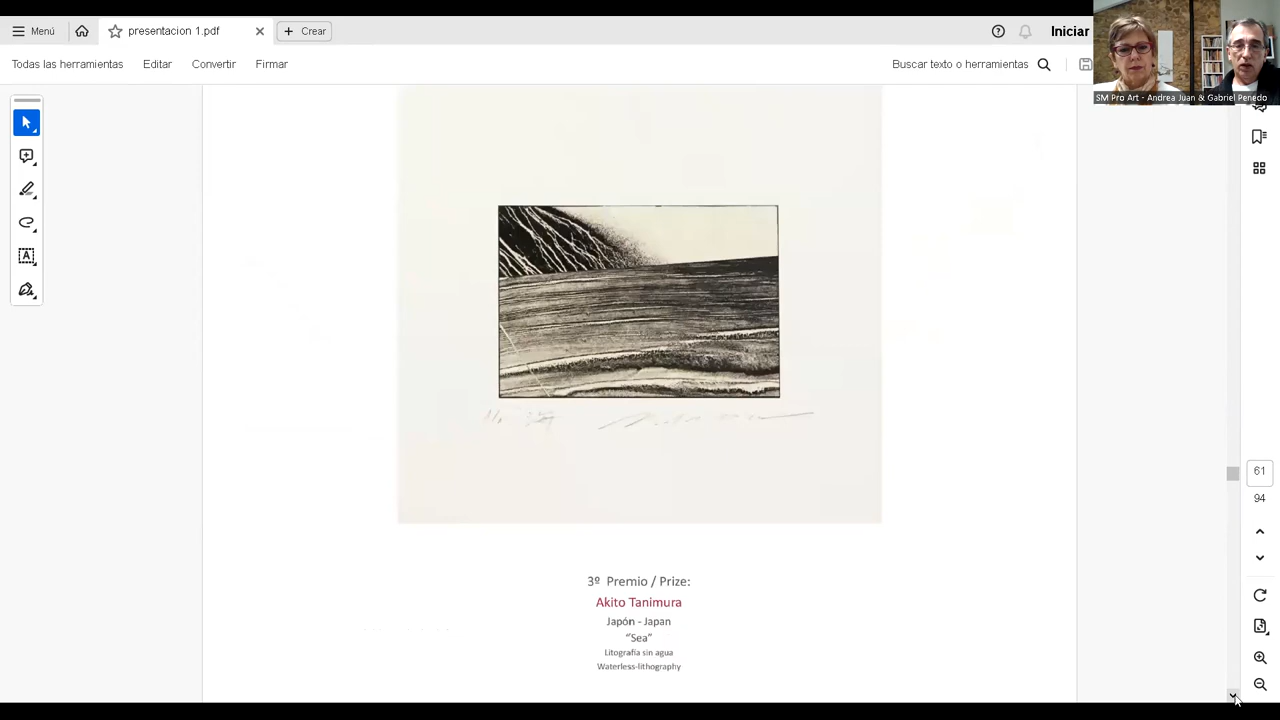 Menú
presentacion 1.pdf
Crear
Iniciar
Todas las herramientas
Editar
Convertir
Firmar
Buscar texto o herramientas
SM Pro Art - Andrea Juan & Gabriel Penedo
A
61
94
3º Premio / Prize:
Akito Tanimura
Japón - Japan
“Sea”
Litografía sin agua
Waterless-lithography